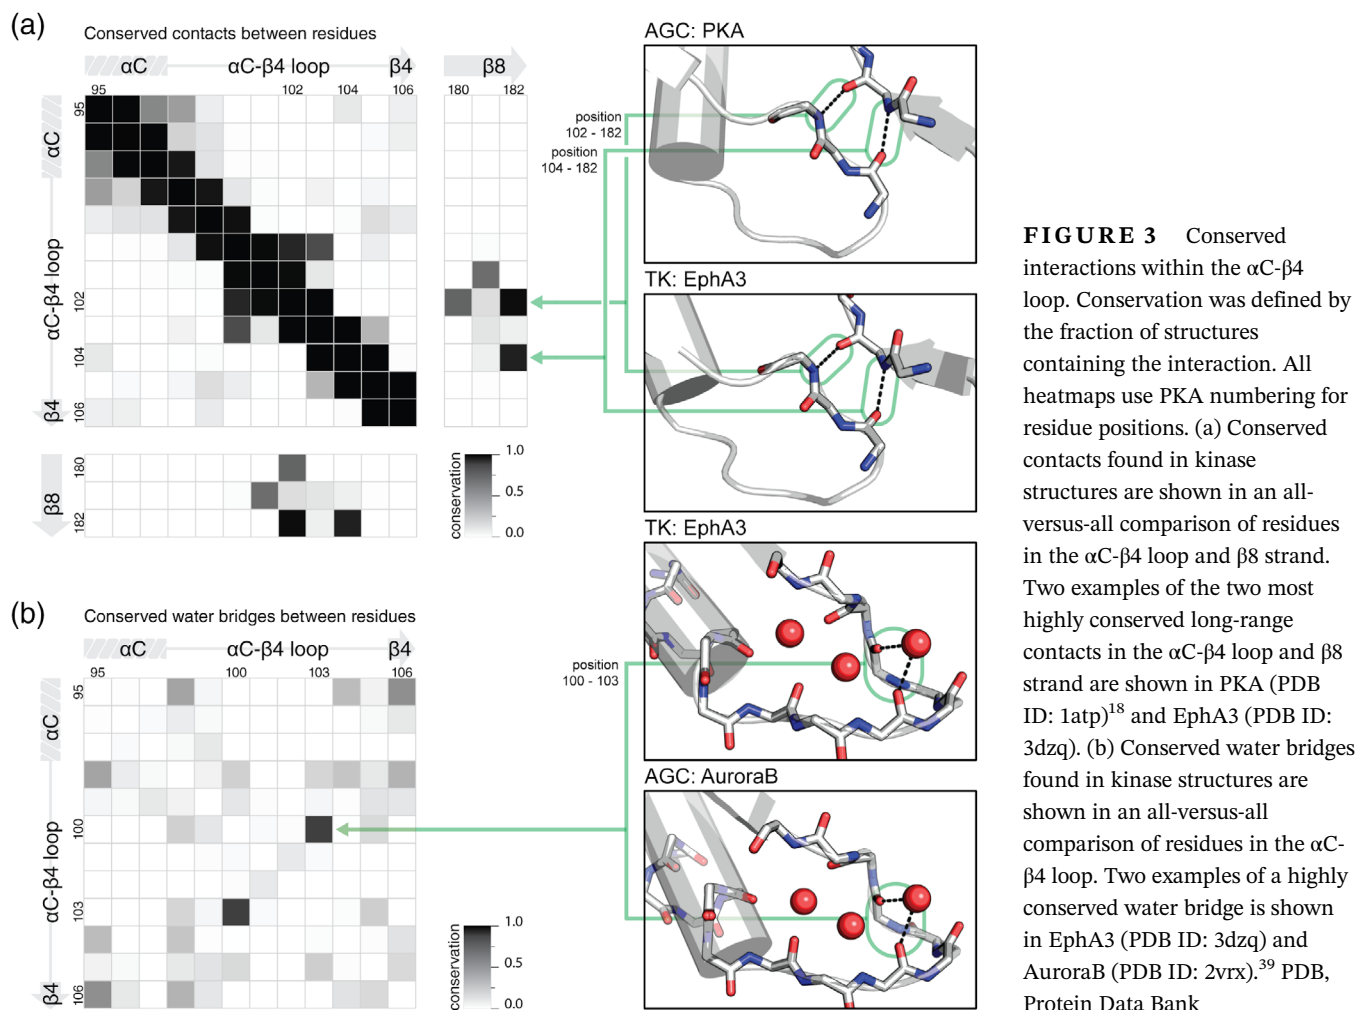 (a)
Conserved contacts between residues
αC
αC-β4 loop
β4
β8
95
102
104
106
180
182
95
αC
αC-β4 loop
102
104
β4
106
β8
180
182
conservation
1.0
0.5
0.0
AGC: PKA
position
102 - 182
position
104 - 182
TK: EphA3
TK: EphA3
position
100 - 103
AGC: AuroraB
(b)
Conserved water bridges between residues
αC
αC-β4 loop
β4
95
100
103
106
95
αC
αC-β4 loop
100
103
β4
106
conservation
1.0
0.5
0.0
FIGURE 3 Conserved
interactions within the αC-β4
loop. Conservation was defined by
the fraction of structures
containing the interaction. All
heatmaps use PKA numbering for
residue positions. (a) Conserved
contacts found in kinase
structures are shown in an all-
versus-all comparison of residues
in the αC-β4 loop and β8 strand.
Two examples of the two most
highly conserved long-range
contacts in the αC-β4 loop and β8
strand are shown in PKA (PDB
ID: 1atp)18 and EphA3 (PDB ID:
3dzq). (b) Conserved water bridges
found in kinase structures are
shown in an all-versus-all
comparison of residues in the αC-
β4 loop. Two examples of a highly
conserved water bridge is shown
in EphA3 (PDB ID: 3dzq) and
AuroraB (PDB ID: 2vrx).39 PDB,
Protein Data Bank